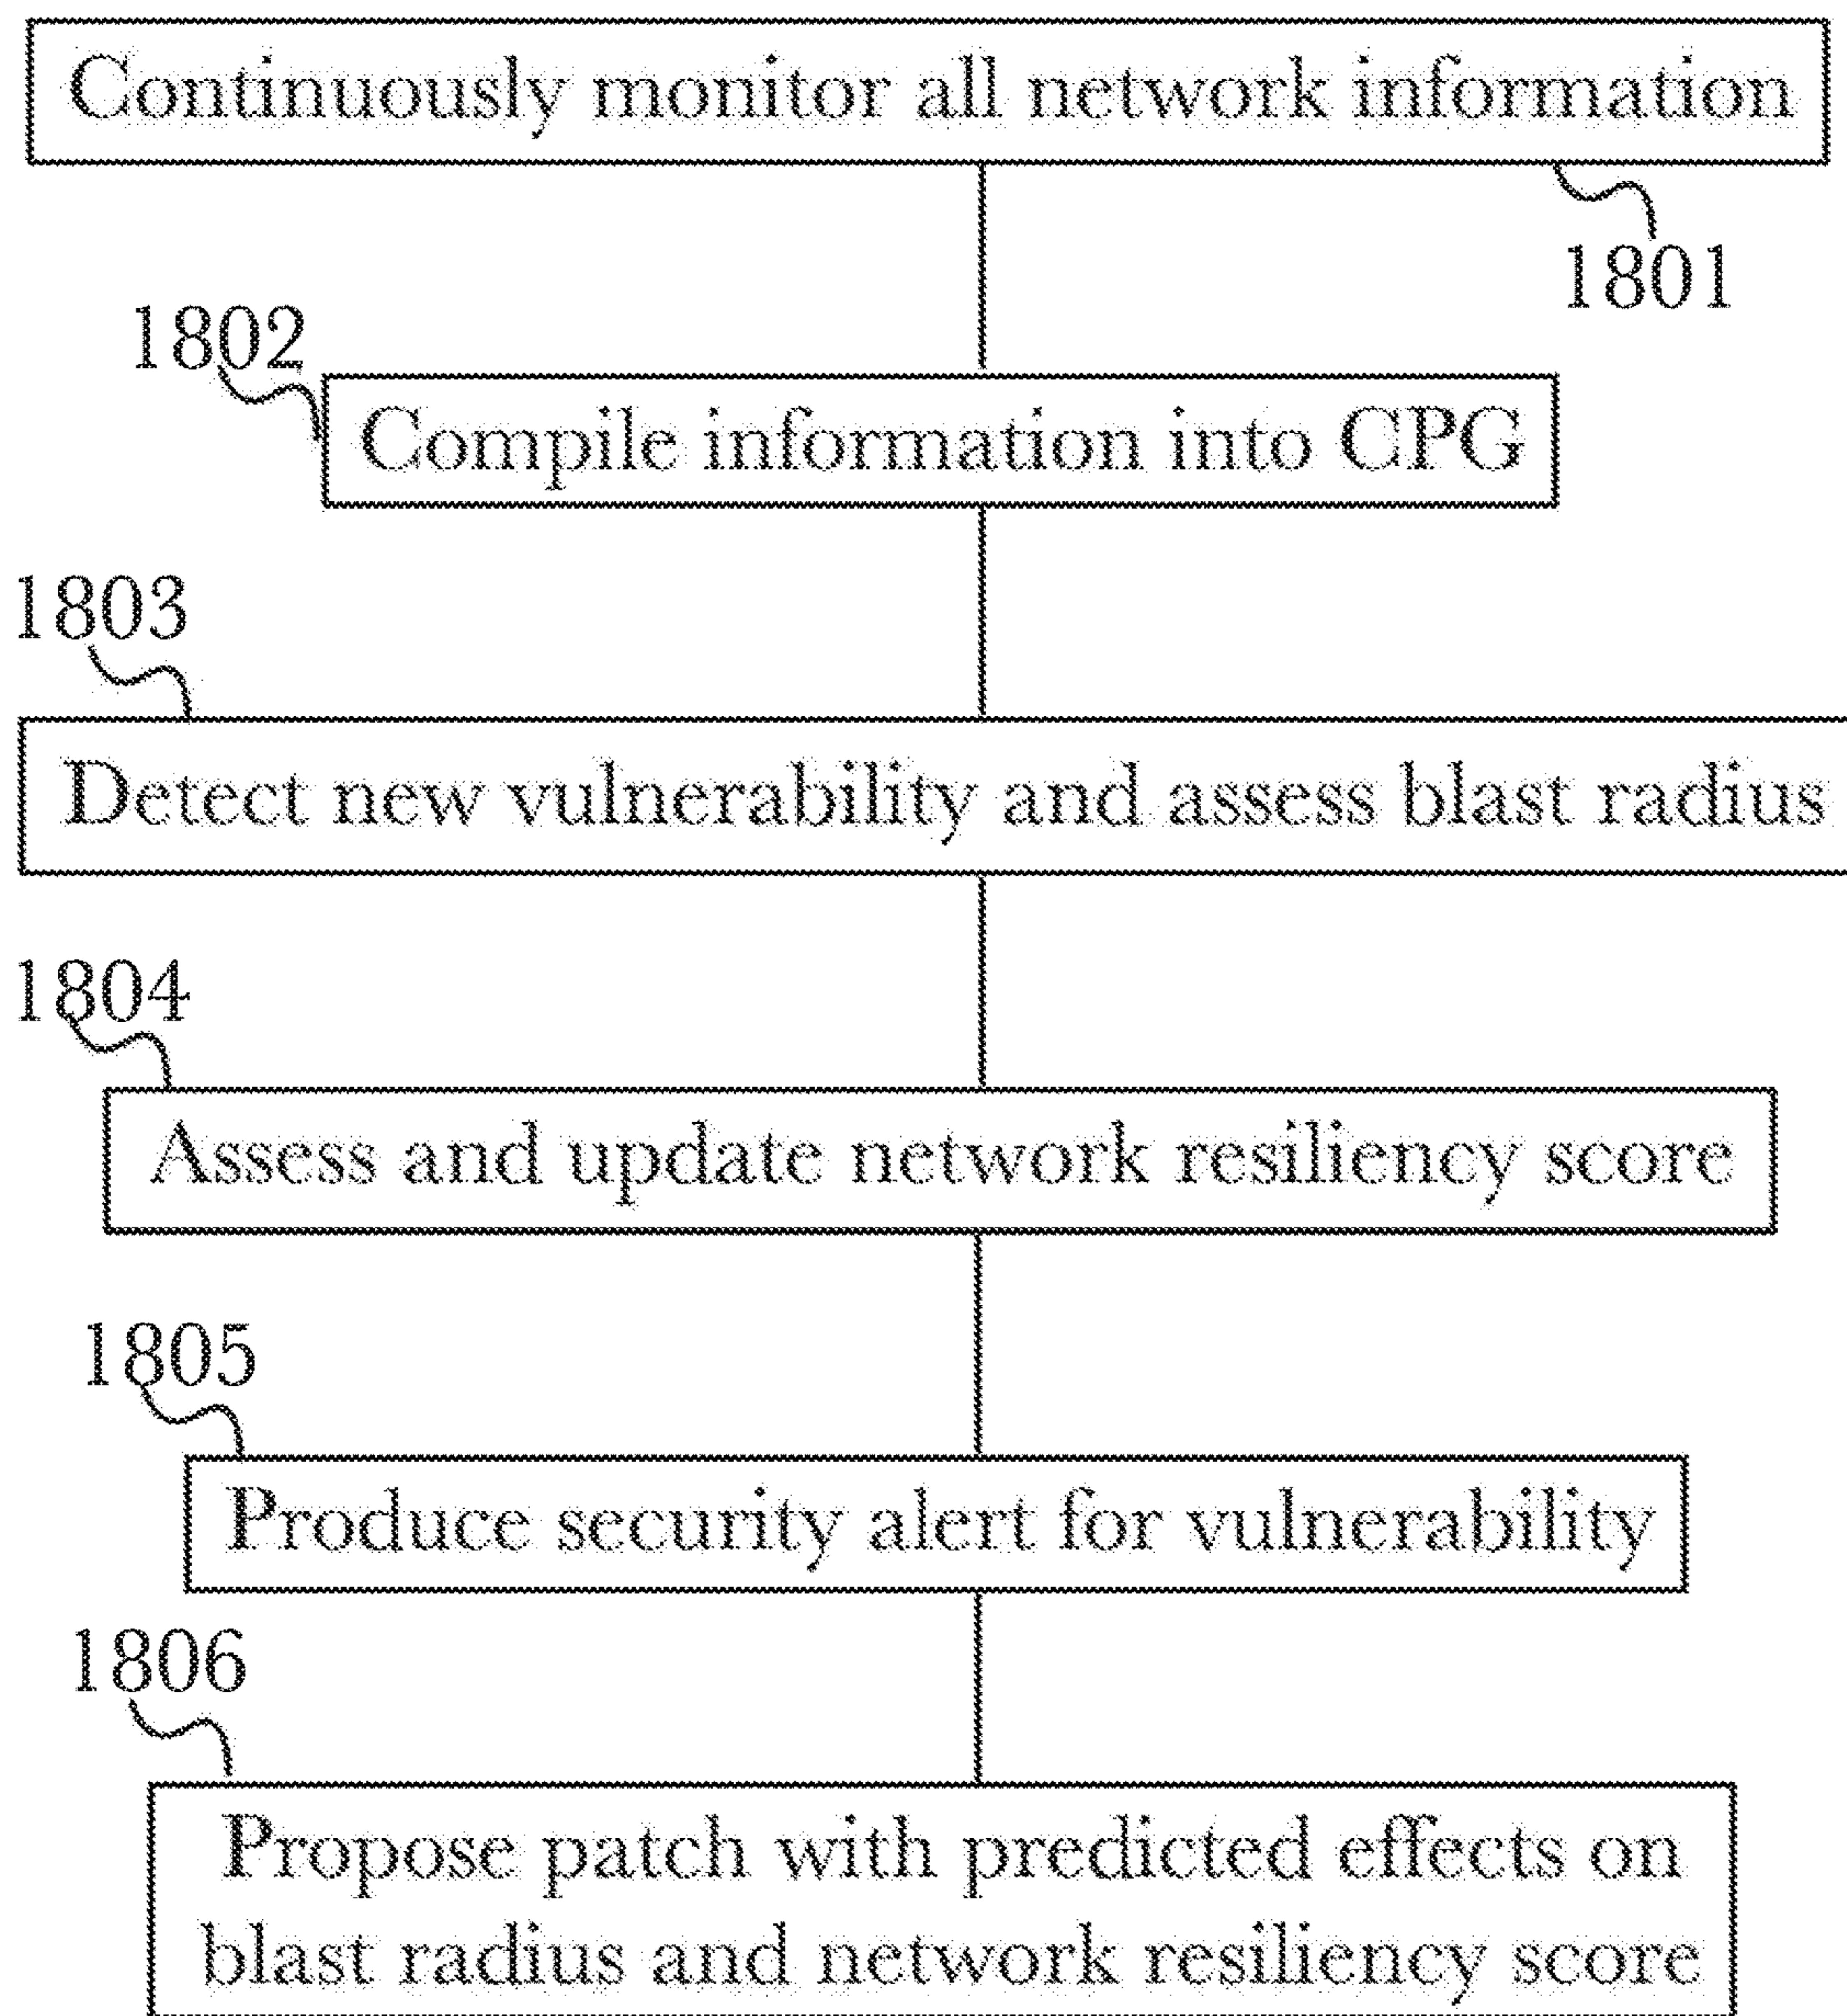 Continuously monitor all network information
1801
1802
Compile information into CPG
1803
Detect new vulnerability and assess blast radius
1804
Assess and update network resiliency score
1805
Produce security alert for vulnerability
1806
Propose patch with predicted effects on
blast radius and network resiliency score